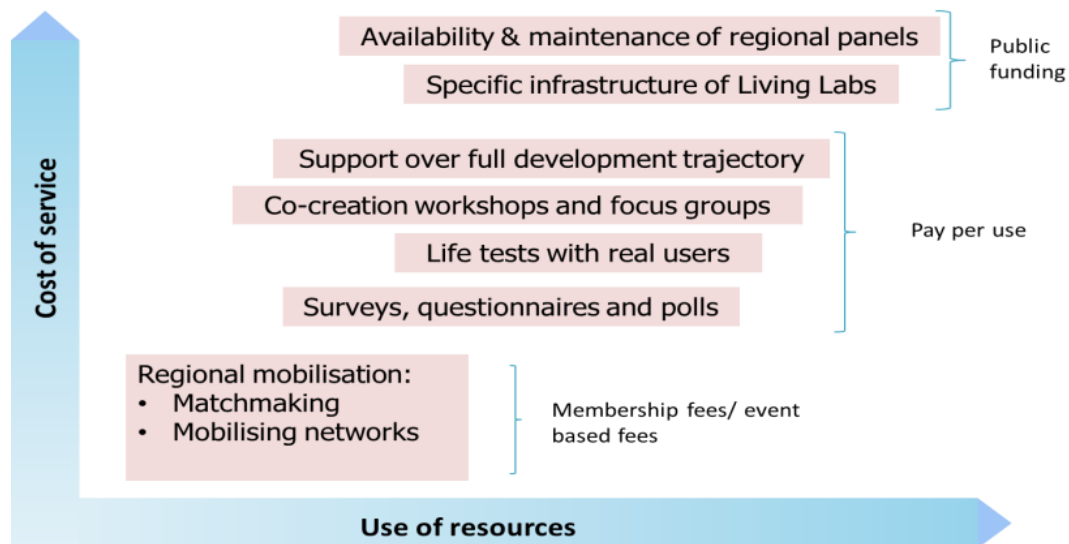 Availability & maintenance of regional panels
Public
funding
Specific infrastructure of Living Labs
Support over full development trajectory
Co-creation workshops and focus groups
Pay per use
Life tests with real users
Surveys, questionnaires and polls
Regional mobilisation:
• Matchmaking
• Mobilising networks
Membership fees/ event
based fees
Cost of service
Use of resources